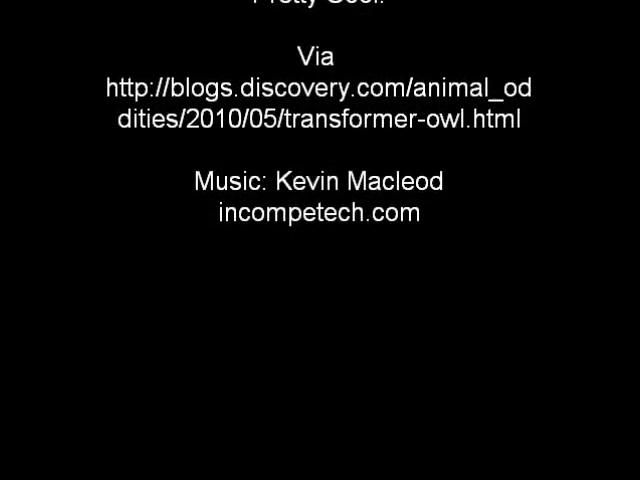 Via
http://blogs.discovery.com/animal_od
dities/2010/05/transformer-owl.html
Music: Kevin Macleod
incompetech.com